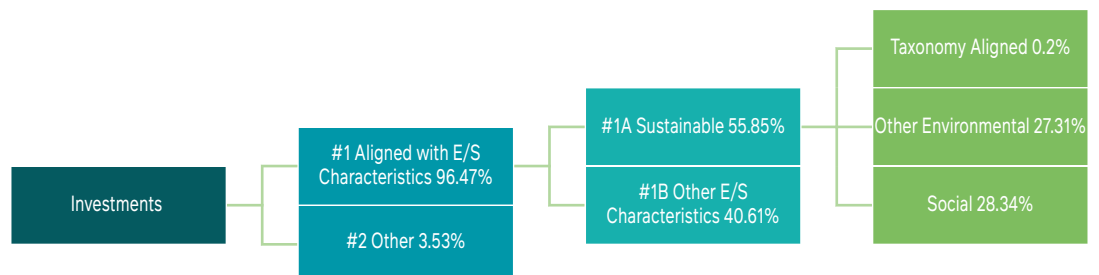 Investments
#1 Aligned with E/S
Characteristics 96.47%
#2 Other 3.53%
#1A Sustainable 55.85%
#1B Other E/S
Characteristics 40.61%
Taxonomy Aligned 0.2%
Other Environmental 27.31%
Social 28.34%